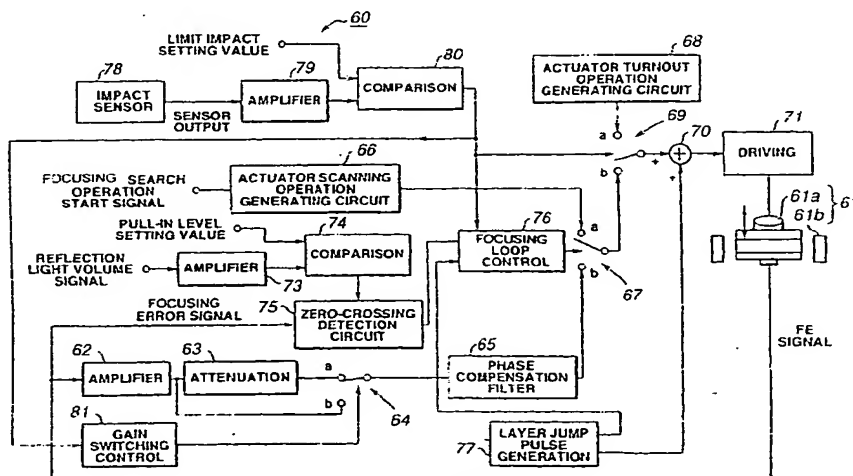 60
LIMIT IMPACT
SETTING VALUE
78
IMPACT
SENSOR
SENSOR
OUTPUT
79
AMPLIFIER
80
COMPARISON
68
ACTUATOR TURNOUT
OPERATION
GENERATING CIRCUIT
a
69
b
+
70
+
71
DRIVING
61a
61b
61
66
FOCUSING SEARCH
OPERATION
START SIGNAL
ACTUATOR SCANNING
OPERATION
GENERATING CIRCUIT
PULL-IN LEVEL
SETTING VALUE
74
COMPARISON
REFLECTION
LIGHT VOLUME
SIGNAL
AMPLIFIER
73
76
FOCUSING
LOOP
CONTROL
a
b
67
FOCUSING
ERROR SIGNAL
75
ZERO-CROSSING
DETECTION
CIRCUIT
FE
SIGNAL
62
AMPLIFIER
63
ATTENUATION
a
b
64
65
PHASE
COMPENSATION
FILTER
81
GAIN
SWITCHING
CONTROL
77
LAYER JUMP
PULSE
GENERATION